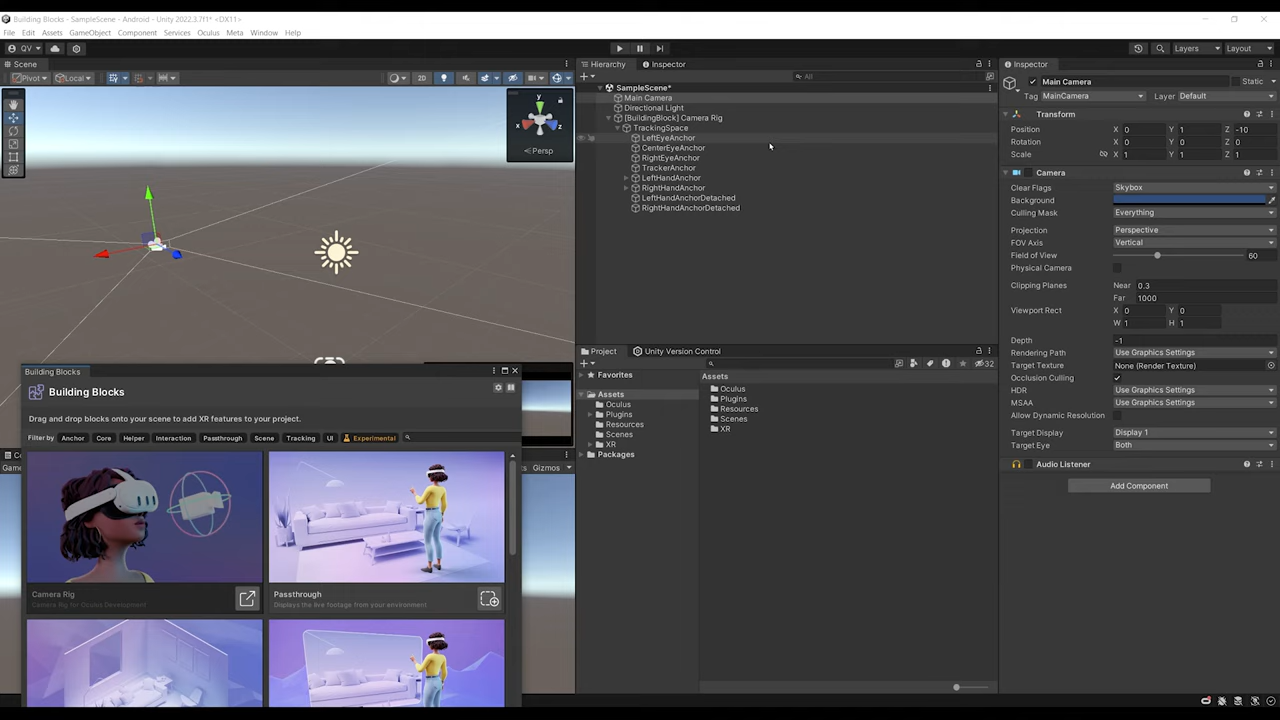 Building Blocks - SampleScene - Android - Unity 2022.3.7f1* <DX11>
File Edit Assets GameObject Component Services Oculus Meta Window Help
QV
Layers Layout
Scene
Pivot Local 2D
Persp
Hierarchy Inspector
All
SampleScene*
Main Camera
Directional Light
[BuildingBlock] Camera Rig
TrackingSpace
LeftEyeAnchor
CenterEyeAnchor
RightEyeAnchor
TrackerAnchor
LeftHandAnchor
RightHandAnchor
LeftHandAnchorDetached
RightHandAnchorDetached
Building Blocks
Building Blocks
Drag and drop blocks onto your scene to add XR features to your project.
Filter by Anchor Core Helper Interaction Passthrough Scene Tracking UI Experimental
Camera Rig
Camera Rig for Oculus Development
Passthrough
Displays the live footage from your environment
Gizmos
Project Unity Version Control
32
Favorites
Assets
Oculus
Plugins
Resources
Scenes
XR
Packages
Assets
Oculus
Plugins
Resources
Scenes
XR
Inspector
Main Camera Static
Tag MainCamera Layer Default
Transform
Position X 0 Y 1 Z -10
Rotation X 0 Y 0 Z 0
Scale X 1 Y 1 Z 1
Camera
Clear Flags Skybox
Background
Culling Mask Everything
Projection Perspective
FOV Axis Vertical
Field of View 60
Physical Camera
Clipping Planes Near 0.3
Far 1000
Viewport Rect X 0 Y 0
W 1 H 1
Depth -1
Rendering Path Use Graphics Settings
Target Texture None (Render Texture)
Occlusion Culling
HDR Use Graphics Settings
MSAA Use Graphics Settings
Allow Dynamic Resolution
Target Display Display 1
Target Eye Both
Audio Listener
Add Component